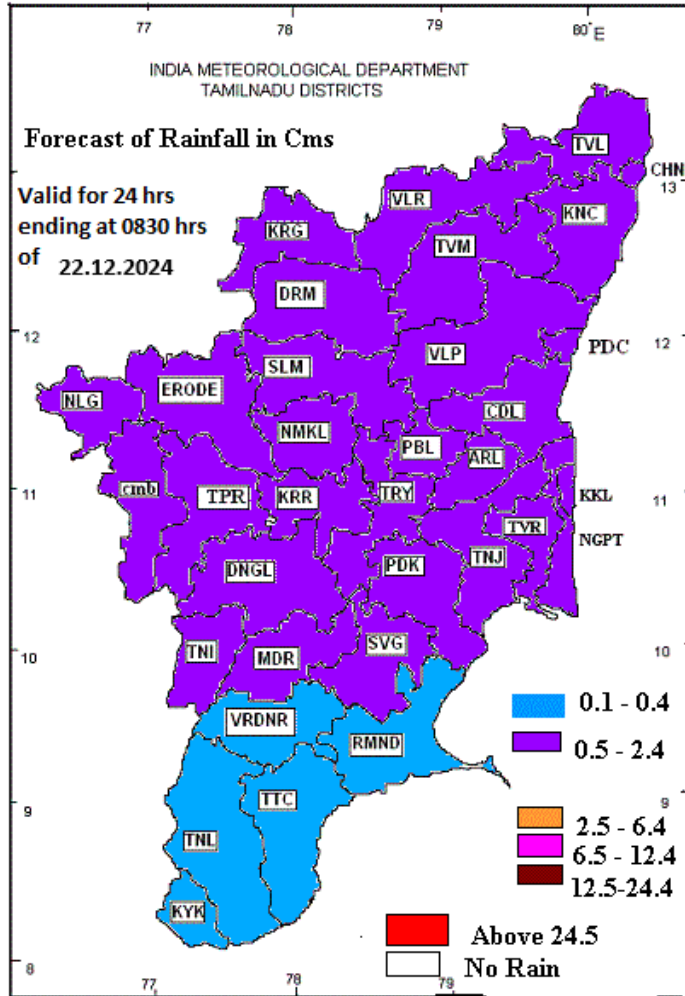 77 78 79 80° E
INDIA METEOROLOGICAL DEPARTMENT
TAMILNADU DISTRICTS
Forecast of Rainfall in Cms
TVL
CHN
13
Valid for 24 hrs
ending at 0830 hrs
of 22.12.2024
VLR
KNC
KRG
TVM
DRM
12
12
PDC
VLP
SLM
ERODE
NLG
CDL
NMKL
PBL
ARL
cmb
TPR
KRR
TRY
KKL
11
11
TVR
NGPT
DNGL
PDK
TNJ
TNI
MDR
SVG
10
10
VRDNR
RMND
0.1 - 0.4
0.5 - 2.4
TTC
9
9
2.5 - 6.4
TNL
6.5 - 12.4
12.5-24.4
KYK
Above 24.5
No Rain
8
77 78 79